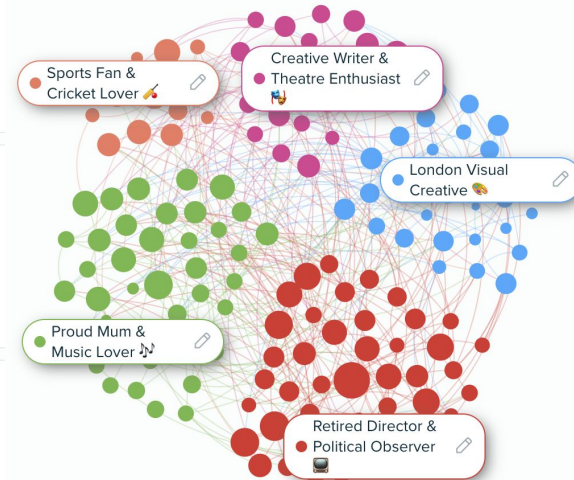 Creative Writer &
Theatre Enthusiast
🎭
Sports Fan &
Cricket Lover 🏏
London Visual
Creative 🎨
Proud Mum &
Music Lover 🎶
Retired Director &
Political Observer
📺